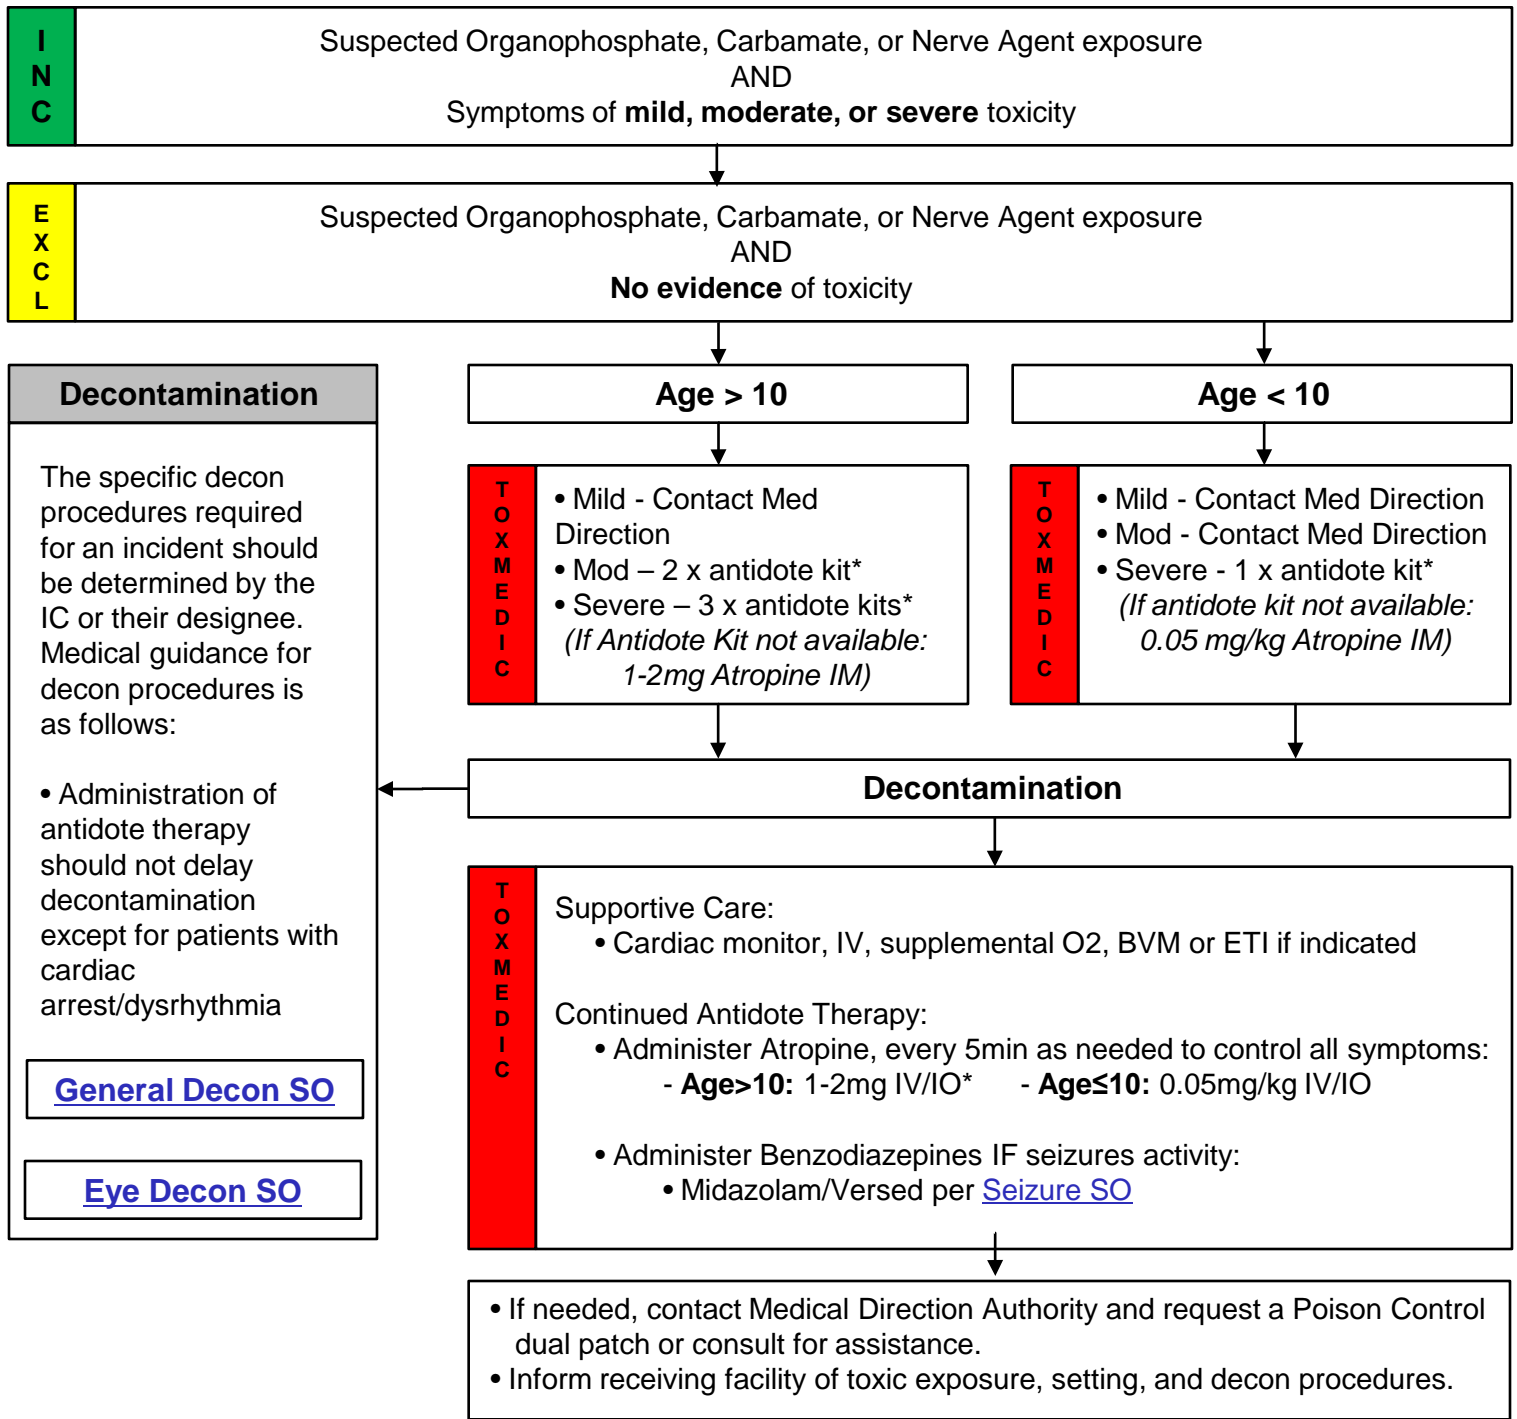 I
N
C
Suspected Organophosphate, Carbamate, or Nerve Agent exposure
AND
Symptoms of mild, moderate, or severe toxicity
E
X
C
L
Suspected Organophosphate, Carbamate, or Nerve Agent exposure
AND
No evidence of toxicity
Decontamination
The specific decon
procedures required
for an incident should
be determined by the
IC or their designee.
Medical guidance for
decon procedures is
as follows:
• Administration of
antidote therapy
should not delay
decontamination
except for patients with
cardiac
arrest/dysrhythmia
General Decon SO
Eye Decon SO
Age > 10
T
O
X
M
E
D
I
C
• Mild - Contact Med
Direction
• Mod – 2 x antidote kit*
• Severe – 3 x antidote kits*
(If Antidote Kit not available:
1-2mg Atropine IM)
Age < 10
T
O
X
M
E
D
I
C
• Mild - Contact Med Direction
• Mod - Contact Med Direction
• Severe - 1 x antidote kit*
(If antidote kit not available:
0.05 mg/kg Atropine IM)
Decontamination
T
O
X
M
E
D
I
C
Supportive Care:
• Cardiac monitor, IV, supplemental O2, BVM or ETI if indicated
Continued Antidote Therapy:
• Administer Atropine, every 5min as needed to control all symptoms:
- Age>10: 1-2mg IV/IO* - Age≤10: 0.05mg/kg IV/IO
• Administer Benzodiazepines IF seizures activity:
• Midazolam/Versed per Seizure SO
• If needed, contact Medical Direction Authority and request a Poison Control
dual patch or consult for assistance.
• Inform receiving facility of toxic exposure, setting, and decon procedures.